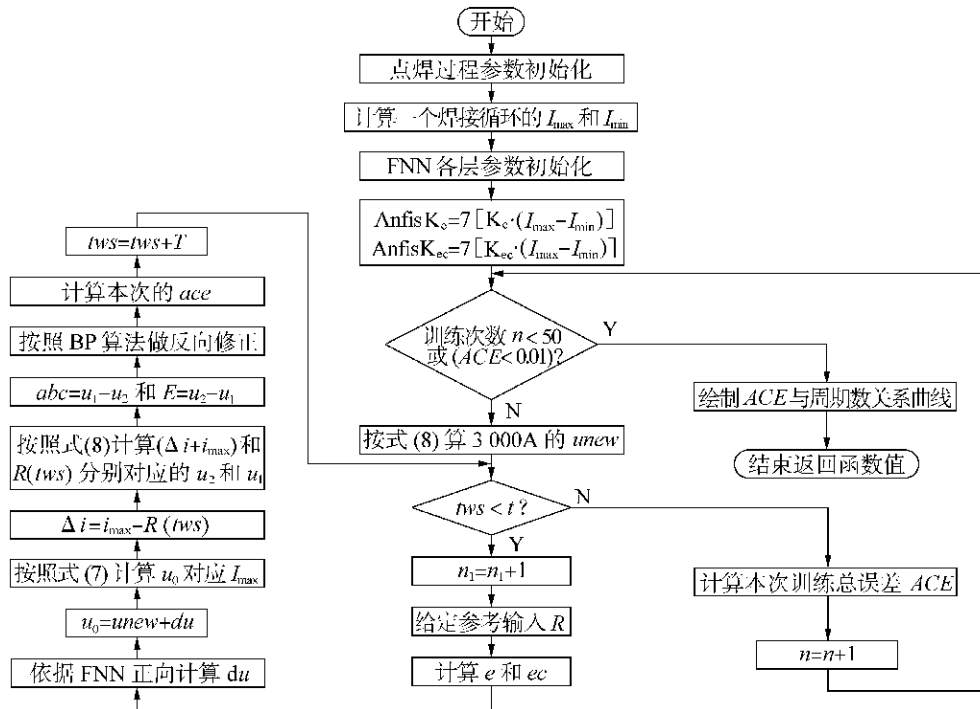 开始
点焊过程参数初始化
计算一个焊接循环的 Imax 和 Imin
FNN 各层参数初始化
AnfisKe=7[Ke·(Imax−Imin)]
AnfisKec=7[Kec·(Imax−Imin)]
训练次数 n<50
或 (ACE<0.01)?
Y
N
绘制 ACE 与周期数关系曲线
结束返回函数值
按式 (8) 算 3 000A 的 unew
tws<t?
N
Y
n1=n1+1
给定参考输入 R
计算 e 和 ec
计算本次训练总误差 ACE
n=n+1
依据 FNN 正向计算 du
u0=unew+du
按照式 (7) 计算 u0 对应 Imax
Δi=imax−R (tws)
按照式(8)计算(Δi+imax)和
R(tws) 分别对应的 u2 和 u1
abc=u1−u2 和 E=u2−u1
按照 BP 算法做反向修正
计算本次的 ace
tws=tws+T